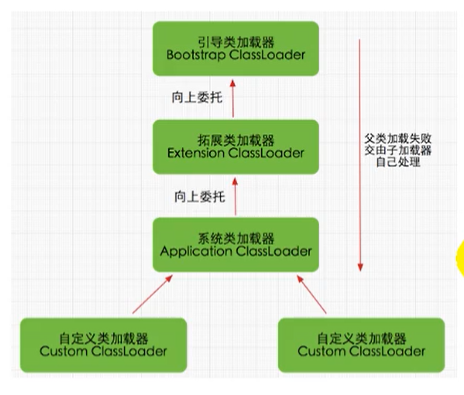 引导类加载器
Bootstrap ClassLoader
向上委托
拓展类加载器
Extension ClassLoader
父类加载失败
交由子加载器
自己处理
向上委托
系统类加载器
Application ClassLoader
自定义类加载器
Custom ClassLoader
自定义类加载器
Custom ClassLoader